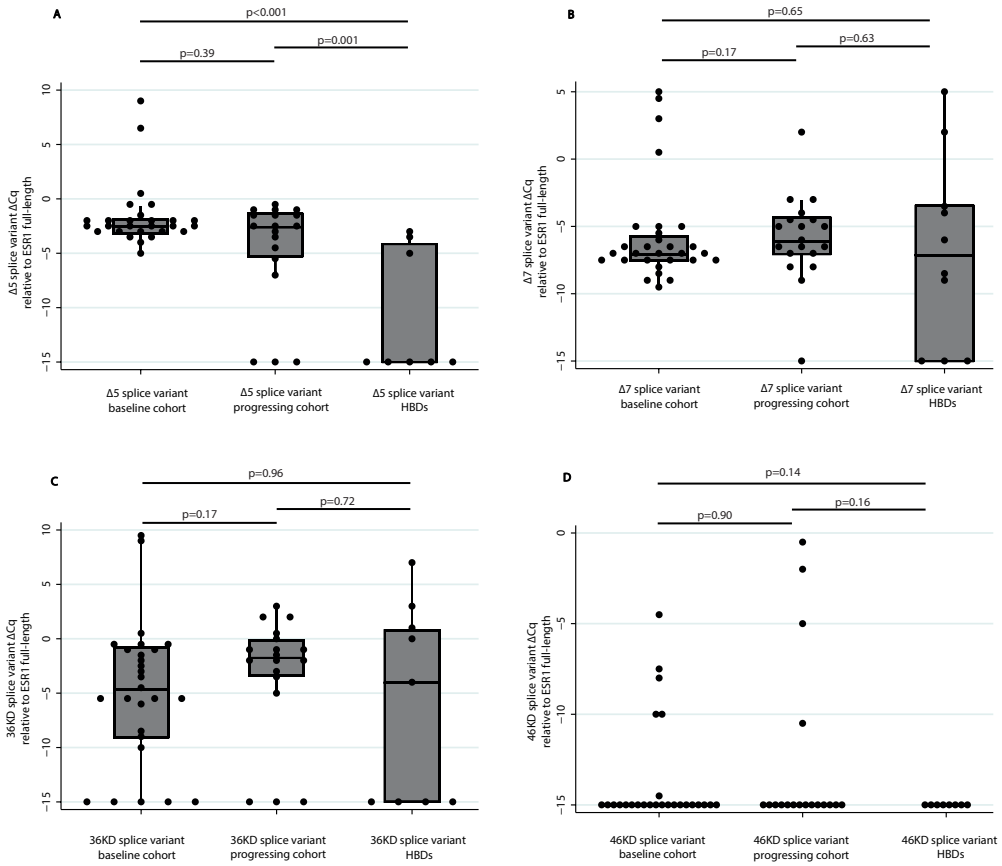 A
p<0.001
p=0.001
p=0.39
10
5
0
−5
−10
−15
Δ5 splice variant ΔCq
relative to ESR1 full-length
Δ5 splice variant
baseline cohort
Δ5 splice variant
progressing cohort
Δ5 splice variant
HBDs
B
p=0.65
p=0.63
p=0.17
5
0
−5
−10
−15
Δ7 splice variant ΔCq
relative to ESR1 full-length
Δ7 splice variant
baseline cohort
Δ7 splice variant
progressing cohort
Δ7 splice variant
HBDs
C
p=0.96
p=0.72
p=0.17
10
5
0
−5
−10
−15
36KD splice variant ΔCq
relative to ESR1 full-length
36KD splice variant
baseline cohort
36KD splice variant
progressing cohort
36KD splice variant
HBDs
D
p=0.14
p=0.16
p=0.90
0
−5
−10
−15
46KD splice variant ΔCq
relative to ESR1 full-length
46KD splice variant
baseline cohort
46KD splice variant
progressing cohort
46KD splice variant
HBDs